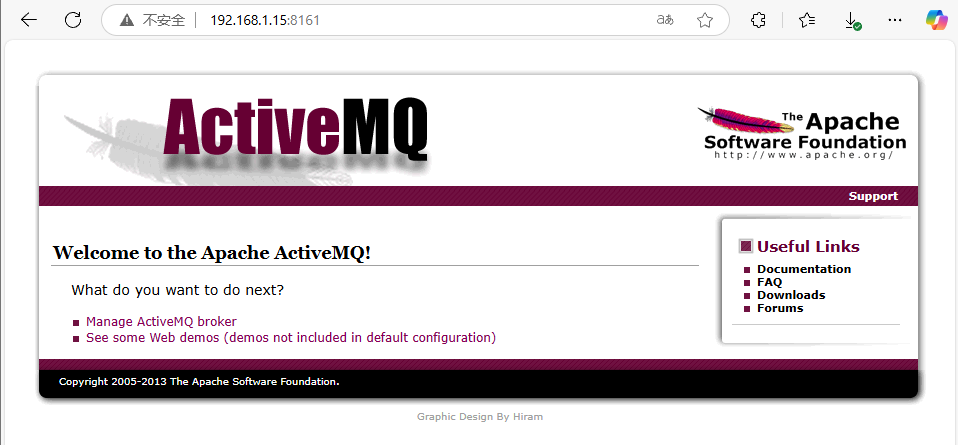 不安全
192.168.1.15:8161
ActiveMQ
The Apache
Software Foundation
http://www.apache.org/
Support
Welcome to the Apache ActiveMQ!
What do you want to do next?
Manage ActiveMQ broker
See some Web demos (demos not included in default configuration)
Useful Links
Documentation
FAQ
Downloads
Forums
Copyright 2005-2013 The Apache Software Foundation.
Graphic Design By Hiram